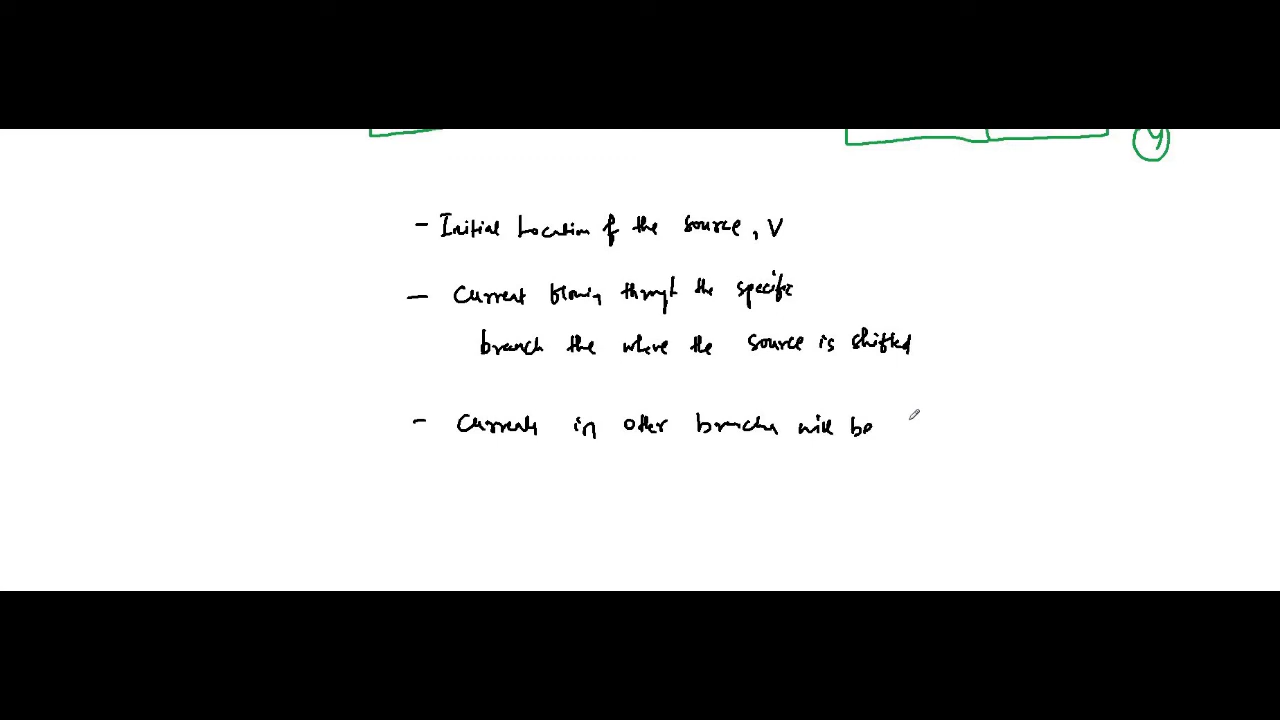 4
- Initial Location of the source, V
- Current flowing through the specific
branch the where the source is shifted
- Currents in other branches will be